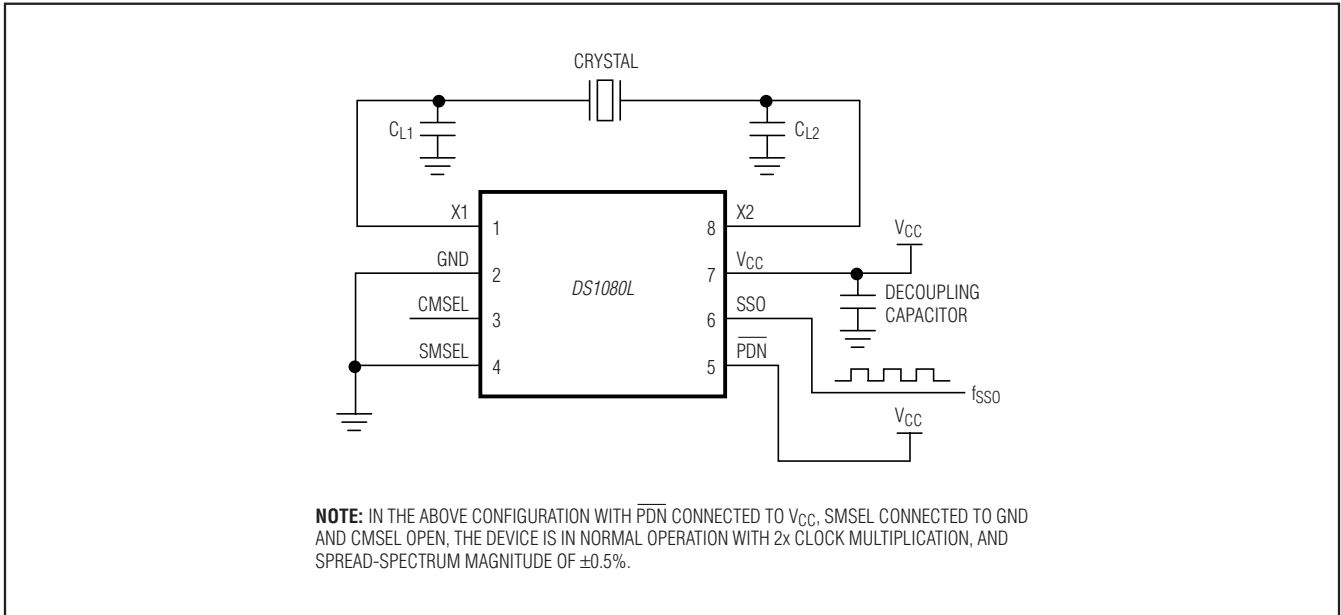 CRYSTAL
CL1
CL2
X1
X2
1
8
VCC
GND
VCC
2
7
DS1080L
DECOUPLING
CAPACITOR
CMSEL
SSO
3
6
SMSEL
PDN
4
5
fSSO
VCC
NOTE: IN THE ABOVE CONFIGURATION WITH PDN CONNECTED TO VCC, SMSEL CONNECTED TO GND
AND CMSEL OPEN, THE DEVICE IS IN NORMAL OPERATION WITH 2x CLOCK MULTIPLICATION, AND
SPREAD-SPECTRUM MAGNITUDE OF ±0.5%.